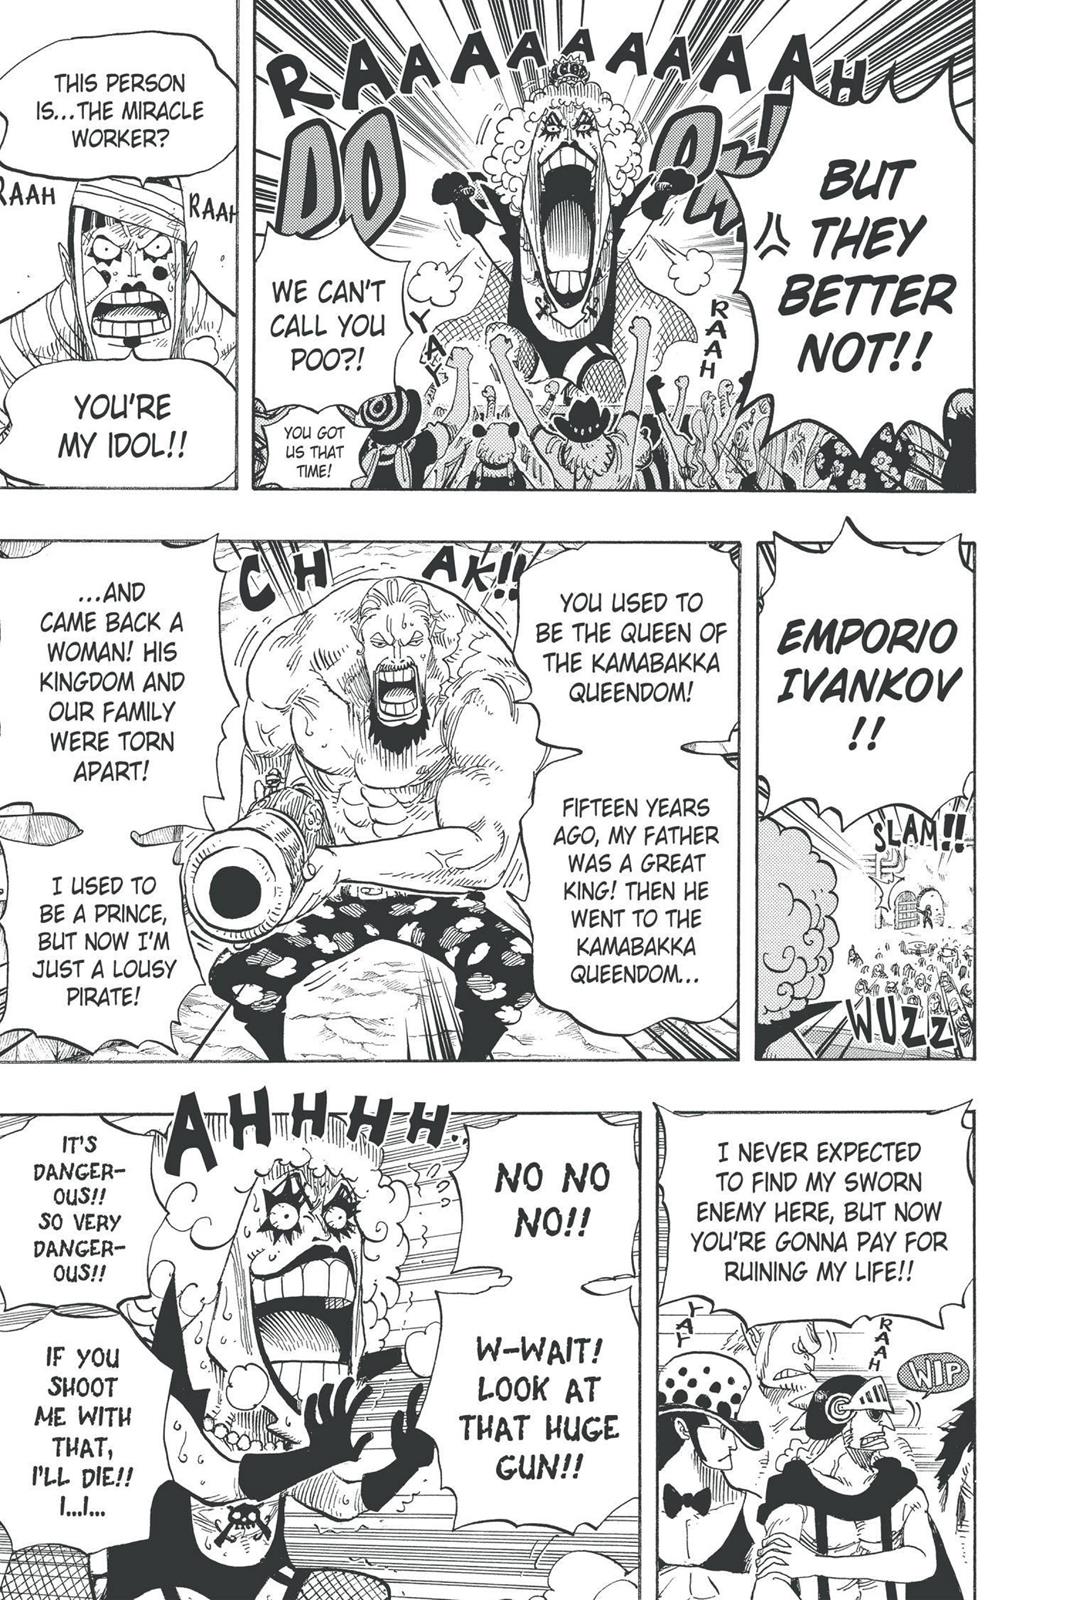 RAAAAAAAAAAH
DOOOM!
BUT
THEY
BETTER
NOT!!
RAAH
YAY
WE CAN'T
CALL YOU
POO?!
YOU GOT
US THAT
TIME!
THIS PERSON
IS...THE MIRACLE
WORKER?
RAAH
RAAH
YOU'RE
MY IDOL!!
EMPORIO
IVANKOV
!!
SLAM!!
WUZZ
CHAK!!
YOU USED TO
BE THE QUEEN OF
THE KAMABAKKA
QUEENDOM!
FIFTEEN YEARS
AGO, MY FATHER
WAS A GREAT
KING! THEN HE
WENT TO THE
KAMABAKKA
QUEENDOM...
...AND
CAME BACK A
WOMAN! HIS
KINGDOM AND
OUR FAMILY
WERE TORN
APART!
I USED TO
BE A PRINCE,
BUT NOW I'M
JUST A LOUSY
PIRATE!
I NEVER EXPECTED
TO FIND MY SWORN
ENEMY HERE, BUT NOW
YOU'RE GONNA PAY FOR
RUINING MY LIFE!!
YAY
RAAH
WIP
AHHHH..
NO NO
NO!!
W-WAIT!
LOOK AT
THAT HUGE
GUN!!
IT'S
DANGER-
OUS!!
SO VERY
DANGER-
OUS!!
IF YOU
SHOOT
ME WITH
THAT,
I'LL DIE!!
I...I...